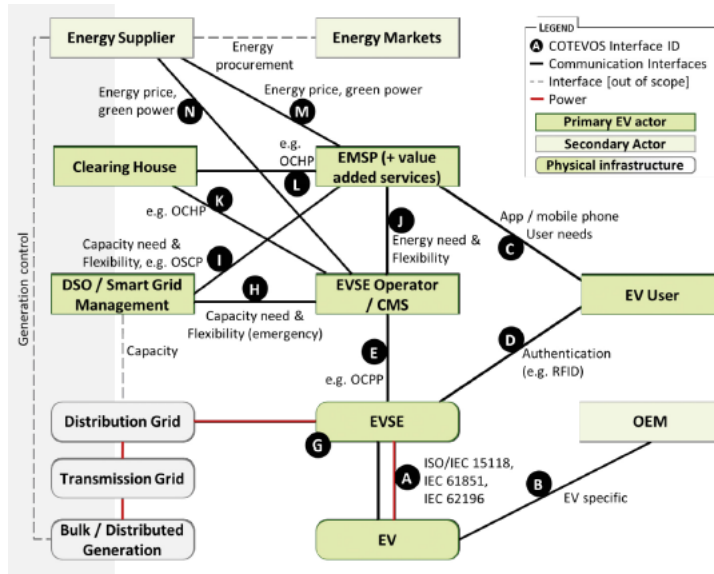 Energy Supplier
Energy Markets
Energy
procurement
LEGEND
A COTEVOS Interface ID
Communication Interfaces
Interface [out of scope]
Power
Primary EV actor
Secondary Actor
Physical infrastructure
Energy price,
green power
N
Energy price, green power
M
Clearing House
e.g.
OCHP
L
EMSP (+ value
added services)
K
e.g. OCHP
J
Energy need &
Flexibility
App / mobile phone
User needs
C
Capacity need &
Flexibility, e.g. OSCP
I
Generation control
DSO / Smart Grid
Management
H
Capacity need &
Flexibility (emergency)
EVSE Operator
/ CMS
EV User
Capacity
E
e.g. OCPP
D
Authentication
(e.g. RFID)
Distribution Grid
G
EVSE
OEM
Transmission Grid
A
ISO/IEC 15118,
IEC 61851,
IEC 62196
B
EV specific
Bulk / Distributed
Generation
EV